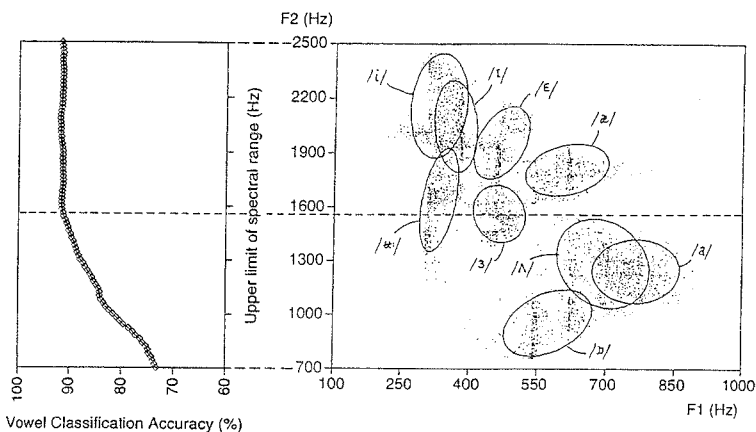 F2 (Hz)
2500
2200
1900
1600
1300
1000
700
Upper limit of spectral range (Hz)
100
90
80
70
60
Vowel Classification Accuracy (%)
/i/
/I/
/ε/
/æ/
/ʉ/
/3/
/ʌ/
/a/
/ɒ/
100
250
400
550
700
850
1000
F1 (Hz)